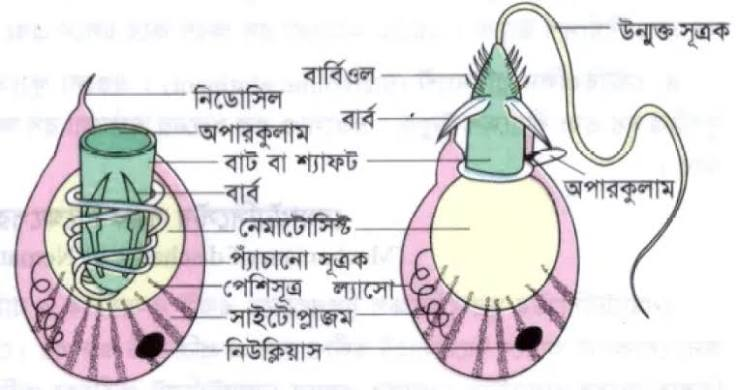 উন্মুক্ত সূত্রক
বার্বিওল
নিডোসিল
বার্ব
অপারকুলাম
বাট বা শ্যাফট
বার্ব
অপারকুলাম
নেমাটোসিস্ট
প্যাঁচানো সূত্রক
পেশিসূত্র ল্যাসো
সাইটোপ্লাজম
নিউক্লিয়াস